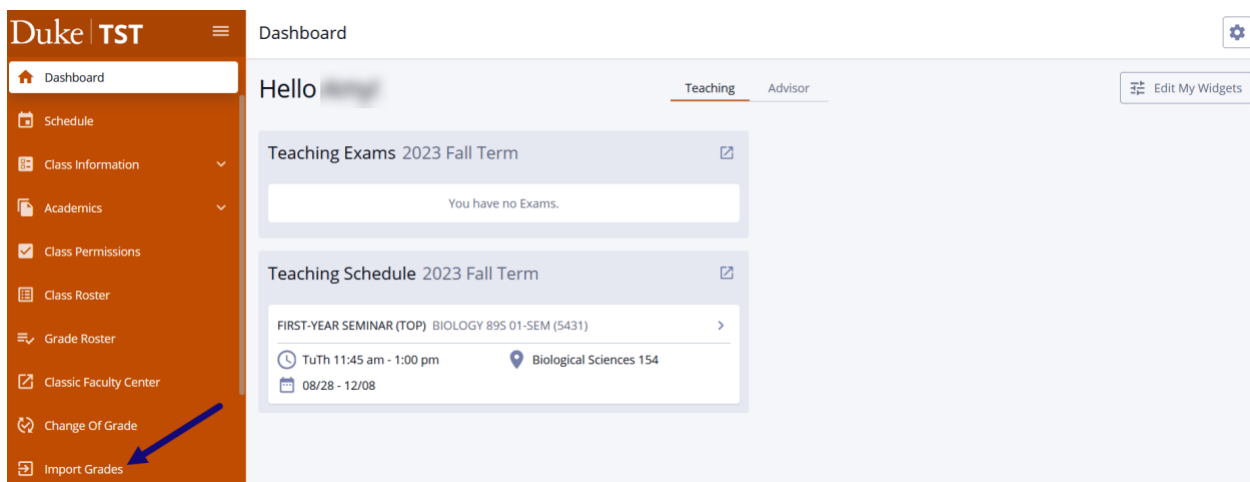 Duke TST
Dashboard
Schedule
Class Information
Academics
Class Permissions
Class Roster
Grade Roster
Classic Faculty Center
Change Of Grade
Import Grades
Dashboard
Hello
Teaching Advisor
Edit My Widgets
Teaching Exams 2023 Fall Term
You have no Exams.
Teaching Schedule 2023 Fall Term
FIRST-YEAR SEMINAR (TOP) BIOLOGY 89S 01-SEM (5431)
TuTh 11:45 am - 1:00 pm Biological Sciences 154
08/28 - 12/08